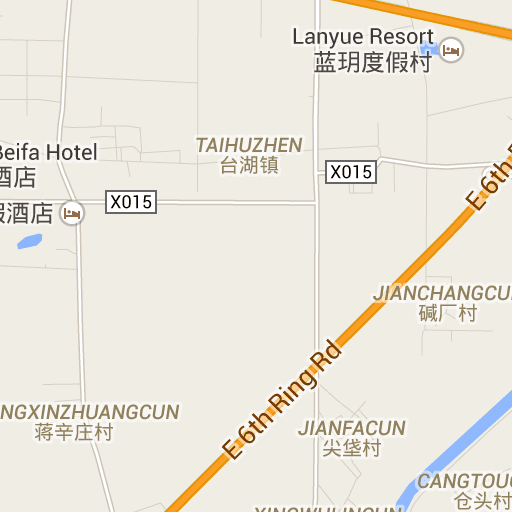 Lanyue Resort
蓝玥度假村
TAIHUZHEN
台湖镇
Beifa Hotel
酒店
X015
X015
酒店
E 6th
JIANCHANGCU
碱厂村
E 6th Ring Rd
NGXINZHUANGCUN
蒋辛庄村
JIANFACUN
尖垡村
CANGTOU
仓头村